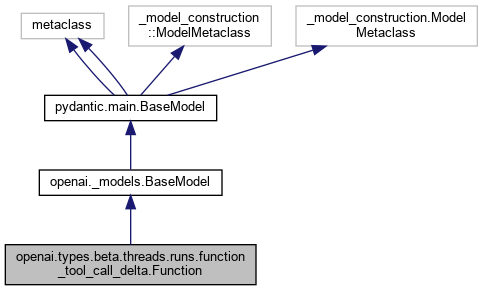 metaclass
_model_construction
::ModelMetaclass
_model_construction.Model
Metaclass
pydantic.main.BaseModel
openai._models.BaseModel
openai.types.beta.threads.runs.function
_tool_call_delta.Function